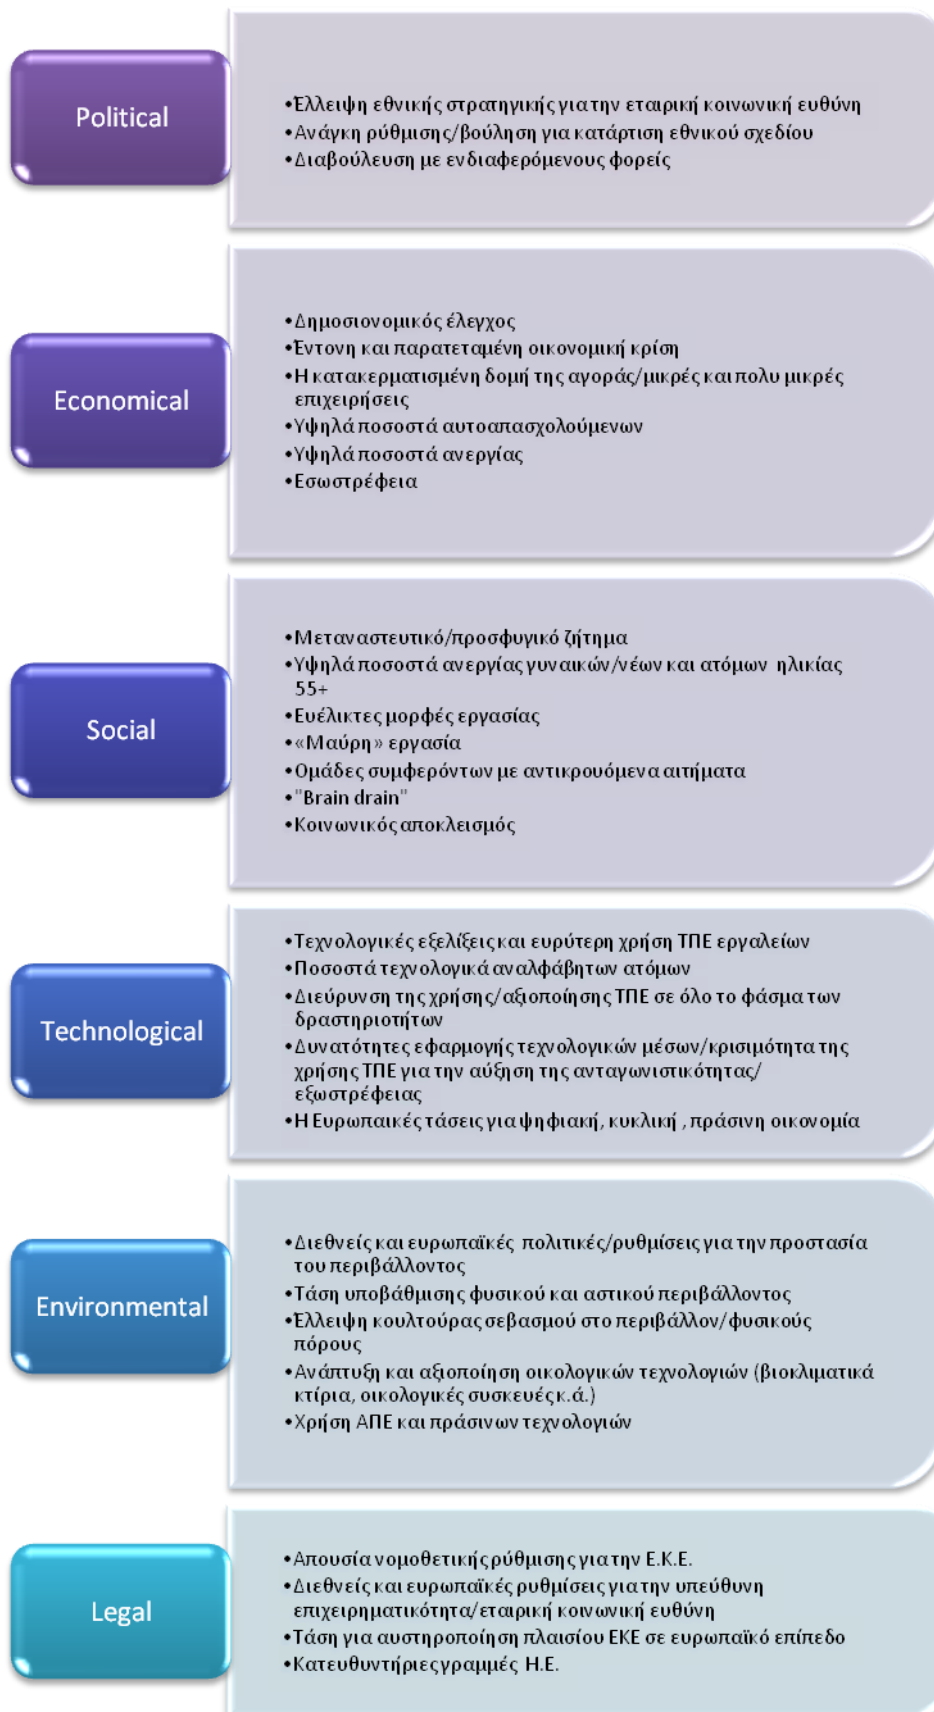 Political
•Έλλειψη εθνικής στρατηγικής για την εταιρική κοινωνική ευθύνη
•Ανάγκη ρύθμισης/βούληση για κατάρτιση εθνικού σχεδίου
•Διαβούλευση με ενδιαφερόμενους φορείς
Economical
•Δημοσιονομικός έλεγχος
•Έντονη και παρατεταμένη οικονομική κρίση
•Η κατακερματισμένη δομή της αγοράς/μικρές και πολυ μικρές
επιχειρήσεις
•Υψηλά ποσοστά αυτοαπασχολούμενων
•Υψηλά ποσοστά ανεργίας
•Εσωστρέφεια
Social
•Μεταναστευτικό/προσφυγικό ζήτημα
•Υψηλά ποσοστά ανεργίας γυναικών/νέων και ατόμων ηλικίας
55+
•Ευέλικτες μορφές εργασίας
•«Μαύρη» εργασία
•Ομάδες συμφερόντων με αντικρουόμενα αιτήματα
•"Brain drain"
•Κοινωνικός αποκλεισμός
Technological
•Τεχνολογικές εξελίξεις και ευρύτερη χρήση ΤΠΕ εργαλείων
•Ποσοστά τεχνολογικά αναλφάβητων ατόμων
•Διεύρυνση της χρήσης/αξιοποίησης ΤΠΕ σε όλο το φάσμα των
δραστηριοτήτων
•Δυνατότητες εφαρμογής τεχνολογικών μέσων/κρισιμότητα της
χρήσης ΤΠΕ για την αύξηση της ανταγωνιστικότητας/
εξωστρέφειας
•Η Ευρωπαικές τάσεις για ψηφιακή, κυκλική , πράσινη οικονομία
Environmental
•Διεθνείς και ευρωπαϊκές πολιτικές/ρυθμίσεις για την προστασία
του περιβάλλοντος
•Τάση υποβάθμισης φυσικού και αστικού περιβάλλοντος
•Έλλειψη κουλτούρας σεβασμού στο περιβάλλον/φυσικούς
πόρους
•Ανάπτυξη και αξιοποίηση οικολογικών τεχνολογιών (βιοκλιματικά
κτίρια, οικολογικές συσκευές κ.ά.)
•Χρήση ΑΠΕ και πράσινων τεχνολογιών
Legal
•Απουσία νομοθετικής ρύθμισης για την Ε.Κ.Ε.
•Διεθνείς και ευρωπαϊκές ρυθμίσεις για την υπεύθυνη
επιχειρηματικότητα/εταιρική κοινωνική ευθύνη
•Τάση για αυστηροποίηση πλαισίου ΕΚΕ σε ευρωπαϊκό επίπεδο
•Κατευθυντήριες γραμμές Η.Ε.